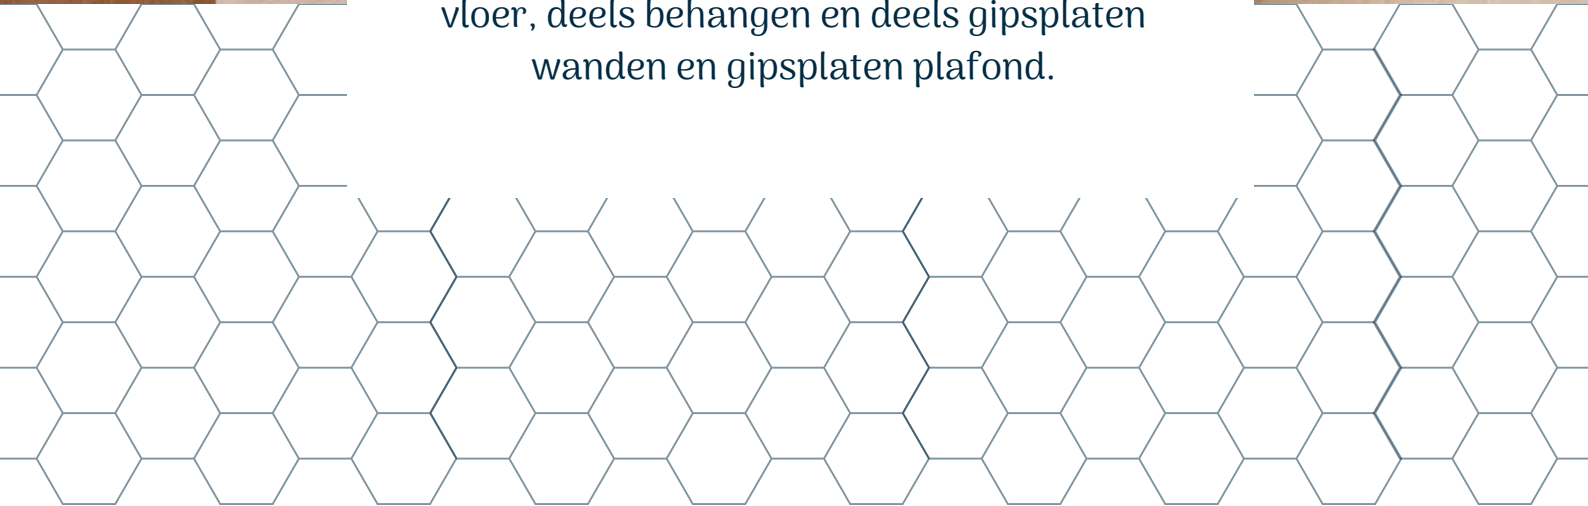 vloer, deels behangen en deels gipsplaten
wanden en gipsplaten plafond.